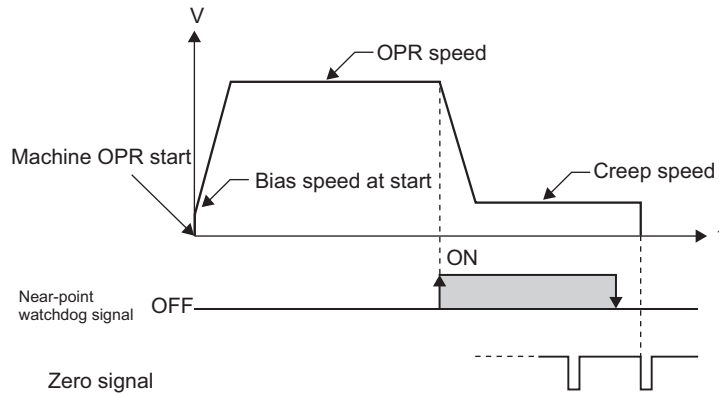 V
OPR speed
Machine OPR start
Bias speed at start
Creep speed
ON
Near-point
watchdog signal
OFF
Zero signal